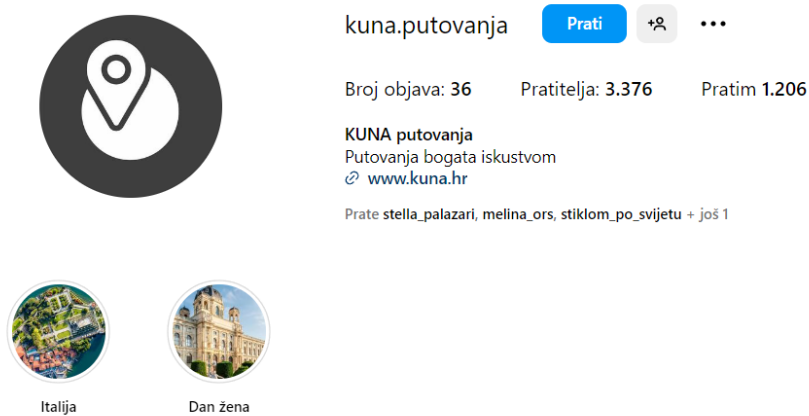 kuna.putovanja Prati
Broj objava: 36 Pratitelja: 3.376 Pratim 1.206
KUNA putovanja
Putovanja bogata iskustvom
www.kuna.hr
Prate stella_palazari, melina_ors, stiklom_po_svijetu + još 1
Italija Dan žena